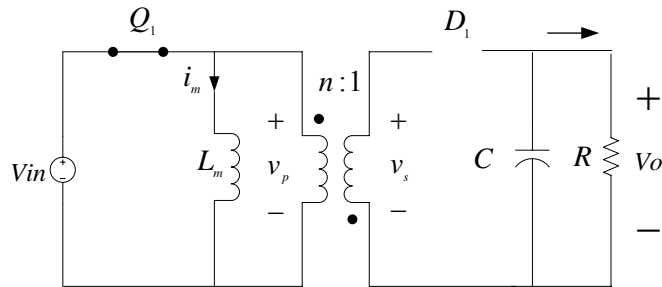 Q₁
D₁
iₘ
n:1
+
+
+
Vin
+
−
Lₘ
vₚ
vₛ
C
R
Vo
−
−
−